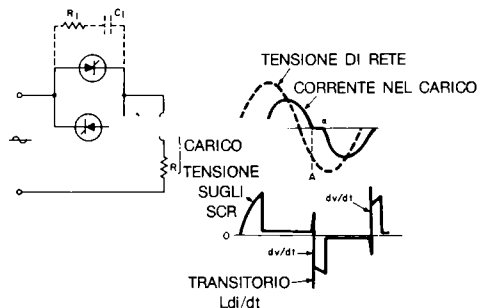 R1 C1
TENSIONE DI RETE
CORRENTE NEL CARICO
α
A
CARICO
R
TENSIONE
SUGLI
SCR
dv/dt
0
dv/dt
TRANSITORIO
Ldi/dt